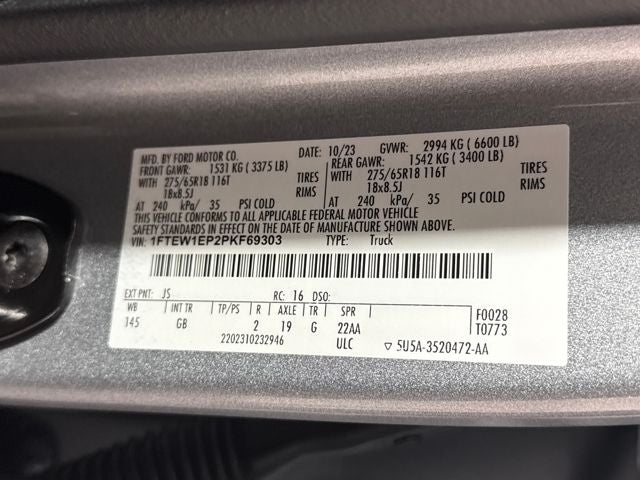 MFD. BY FORD MOTOR CO. DATE: 10/23 GVWR: 2994 KG ( 6600 LB)
FRONT GAWR: 1531 KG ( 3375 LB) REAR GAWR: 1542 KG ( 3400 LB)
WITH 275/65R18 116T TIRES WITH 275/65R18 116T TIRES
18x8.5J RIMS 18x8.5J RIMS
AT 240 kPa/ 35 PSI COLD AT 240 kPa/ 35 PSI COLD
THIS VEHICLE CONFORMS TO ALL APPLICABLE FEDERAL MOTOR VEHICLE
SAFETY STANDARDS IN EFFECT ON THE DATE OF MANUFACTURE SHOWN ABOVE.
VIN: 1FTEW1EP2PKF69303 TYPE: Truck
EXT PNT: JS RC: 16 DSO:
WB INT TR TP/PS R AXLE TR SPR F0028
145 GB 2 19 G 22AA T0773
2202310232946 ULC ▽ 5U5A-3520472-AA